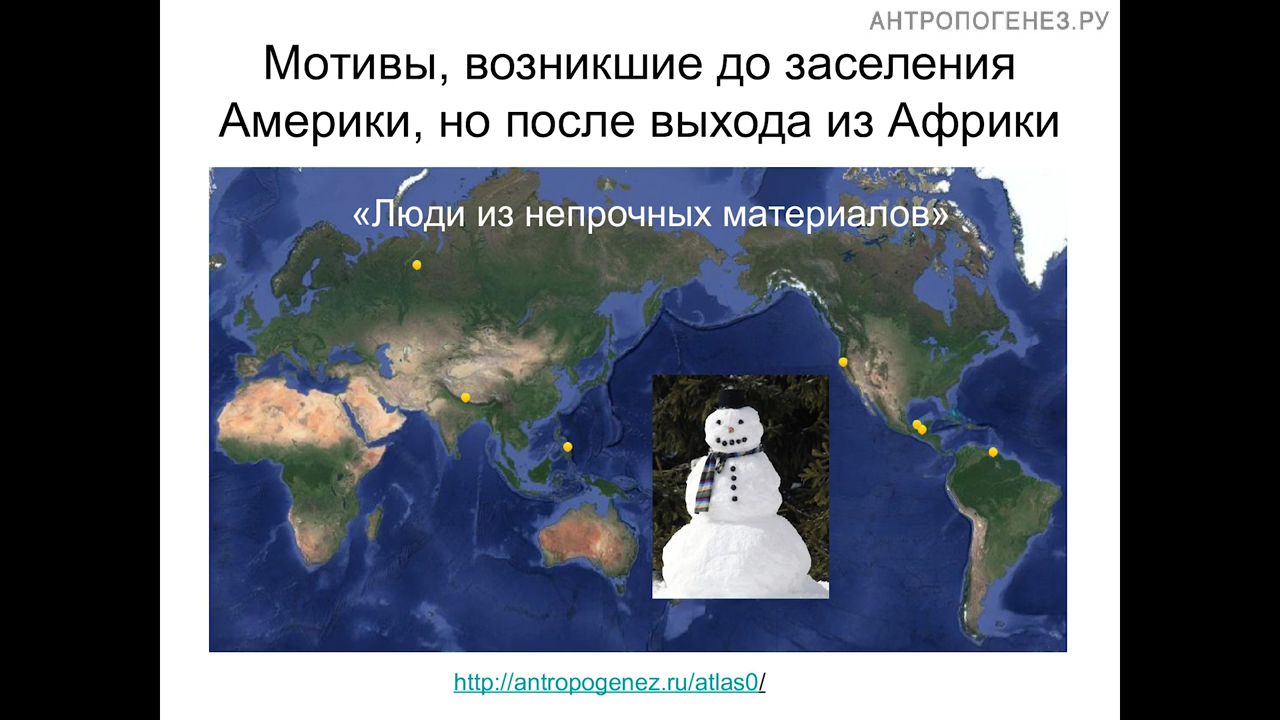 АНТРОПОГЕНЕЗ.РУ
Мотивы, возникшие до заселения
Америки, но после выхода из Африки
«Люди из непрочных материалов»
http://antropogenez.ru/atlas0/